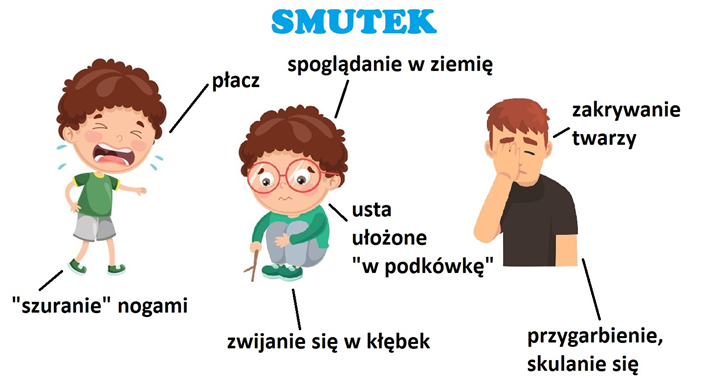 SMUTEK
płacz
spoglądanie w ziemię
zakrywanie
twarzy
usta
ułożone
"w podkówkę"
"szuranie" nogami
zwijanie się w kłębek
przygarbienie,
skulanie się